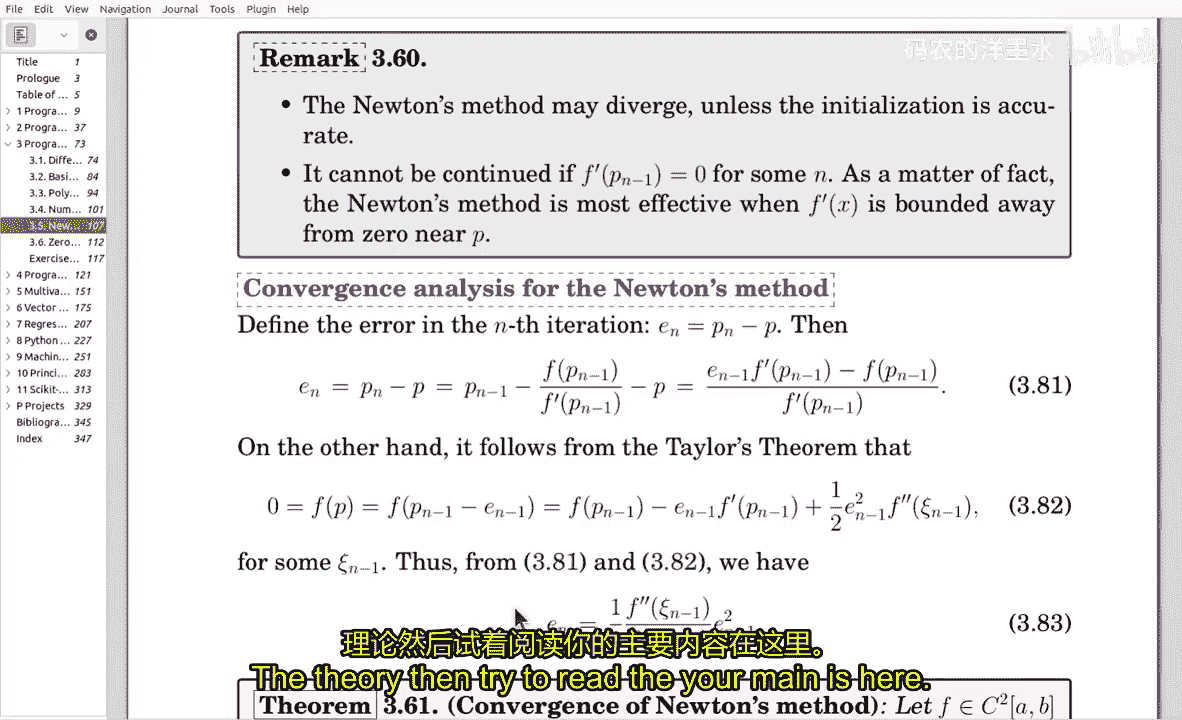 File Edit View Navigation Journal Tools Plugin Help
Title 1
Prologue 3
Table of ... 5
1 Progra... 9
2 Progra... 37
3 Progra... 73
3.1. Diffe... 74
3.2. Basi... 84
3.3. Poly... 94
3.4. Num... 101
3.5. New... 107
3.6. Zero... 112
Exercise... 117
4 Progra... 121
5 Multiva... 151
6 Vector ... 175
7 Regres... 207
8 Python ... 227
9 Machin... 251
10 Princi... 283
11 Scikit-... 313
P Projects 329
Bibliogra... 345
Index 347
码农的洋墨水 bilibili
Remark 3.60.
• The Newton's method may diverge, unless the initialization is accu-
rate.
• It cannot be continued if f′(pₙ₋₁) = 0 for some n. As a matter of fact,
the Newton's method is most effective when f′(x) is bounded away
from zero near p.
Convergence analysis for the Newton's method
Define the error in the n-th iteration: eₙ = pₙ − p. Then
eₙ = pₙ − p = pₙ₋₁ − f(pₙ₋₁)/f′(pₙ₋₁) − p = (eₙ₋₁f′(pₙ₋₁) − f(pₙ₋₁))/f′(pₙ₋₁). (3.81)
On the other hand, it follows from the Taylor's Theorem that
0 = f(p) = f(pₙ₋₁ − eₙ₋₁) = f(pₙ₋₁) − eₙ₋₁f′(pₙ₋₁) + 1/2 e²ₙ₋₁f″(ξₙ₋₁), (3.82)
for some ξₙ₋₁. Thus, from (3.81) and (3.82), we have
eₙ = 1 f″(ξₙ₋₁) e² (3.83)
理论然后试着阅读你的主要内容在这里。
The theory then try to read the your main is here.
Theorem 3.61. (Convergence of Newton's method): Let f ∈ C²[a, b]